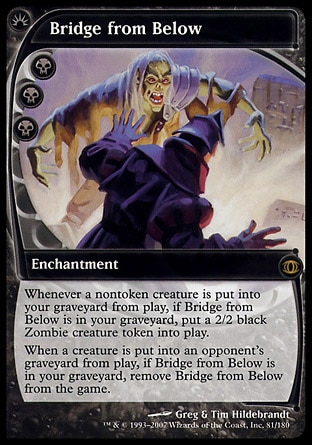 Bridge from Below
Enchantment
Whenever a nontoken creature is put into
your graveyard from play, if Bridge from
Below is in your graveyard, put a 2/2 black
Zombie creature token into play.
When a creature is put into an opponent's
graveyard from play, if Bridge from Below is
in your graveyard, remove Bridge from Below
from the game.
Greg & Tim Hildebrandt
™ & © 1993-2007 Wizards of the Coast, Inc. 81/180